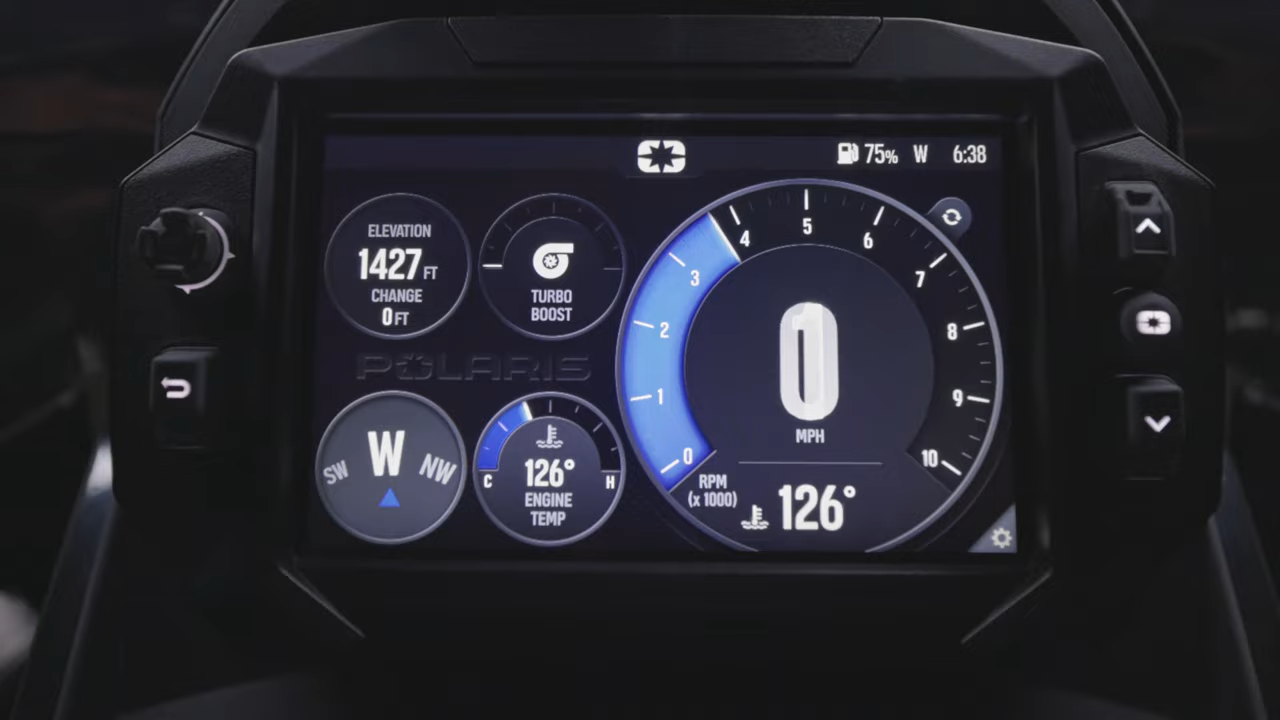 75% W 6:38
ELEVATION
1427 FT
CHANGE
0 FT
TURBO
BOOST
POLARIS
SW W NW
C H
126°
ENGINE
TEMP
0 1 2 3 4 5 6 7 8 9 10
0
MPH
RPM
(x 1000)
126°